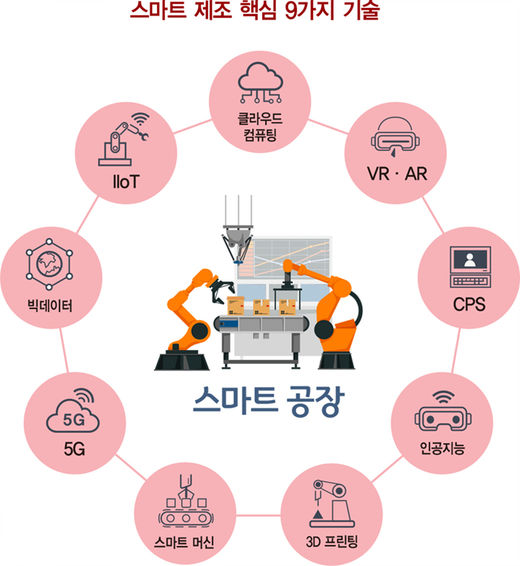 스마트 제조 핵심 9가지 기술
클라우드
컴퓨팅
VR · AR
CPS
인공지능
3D 프린팅
스마트 머신
5G
5G
빅데이터
IIoT
스마트 공장